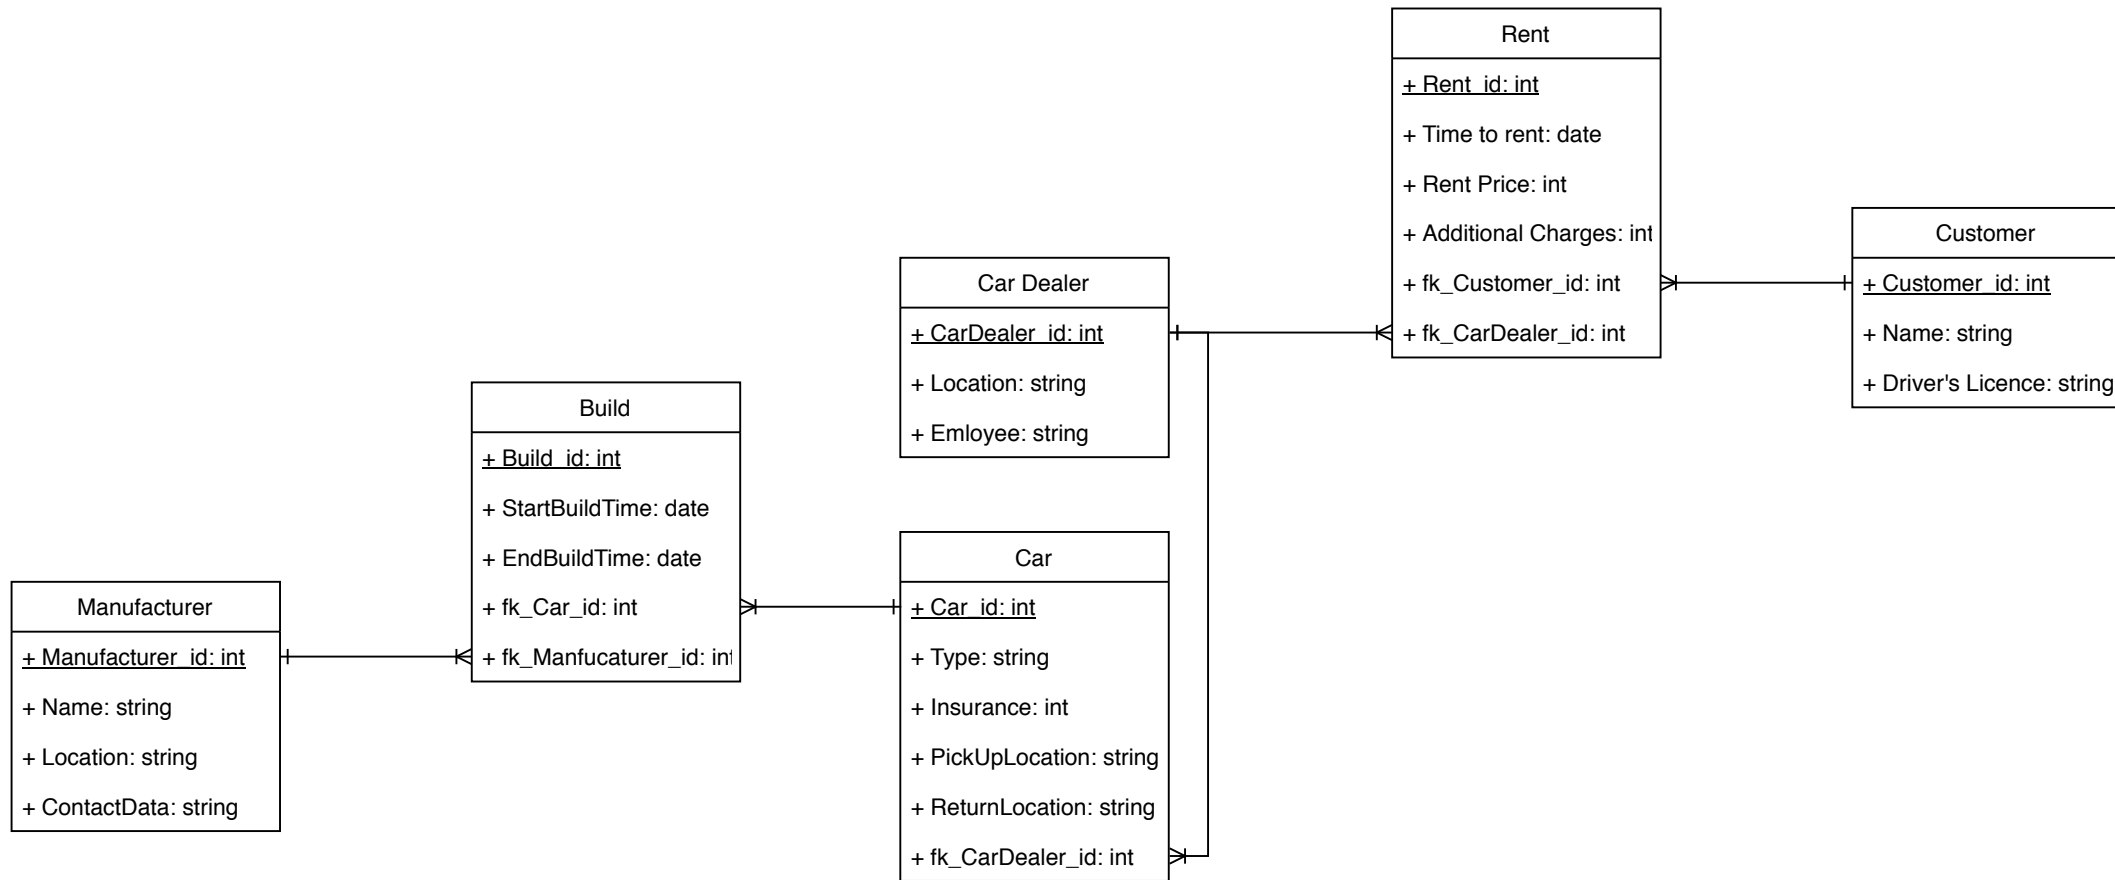 Rent
+ Rent_id: int
+ Time to rent: date
+ Rent Price: int
+ Additional Charges: int
+ fk_Customer_id: int
+ fk_CarDealer_id: int
Customer
+ Customer_id: int
+ Name: string
+ Driver's Licence: string
Car Dealer
+ CarDealer_id: int
+ Location: string
+ Emloyee: string
Build
+ Build_id: int
+ StartBuildTime: date
+ EndBuildTime: date
+ fk_Car_id: int
+ fk_Manfucaturer_id: int
Car
+ Car_id: int
+ Type: string
+ Insurance: int
+ PickUpLocation: string
+ ReturnLocation: string
+ fk_CarDealer_id: int
Manufacturer
+ Manufacturer_id: int
+ Name: string
+ Location: string
+ ContactData: string